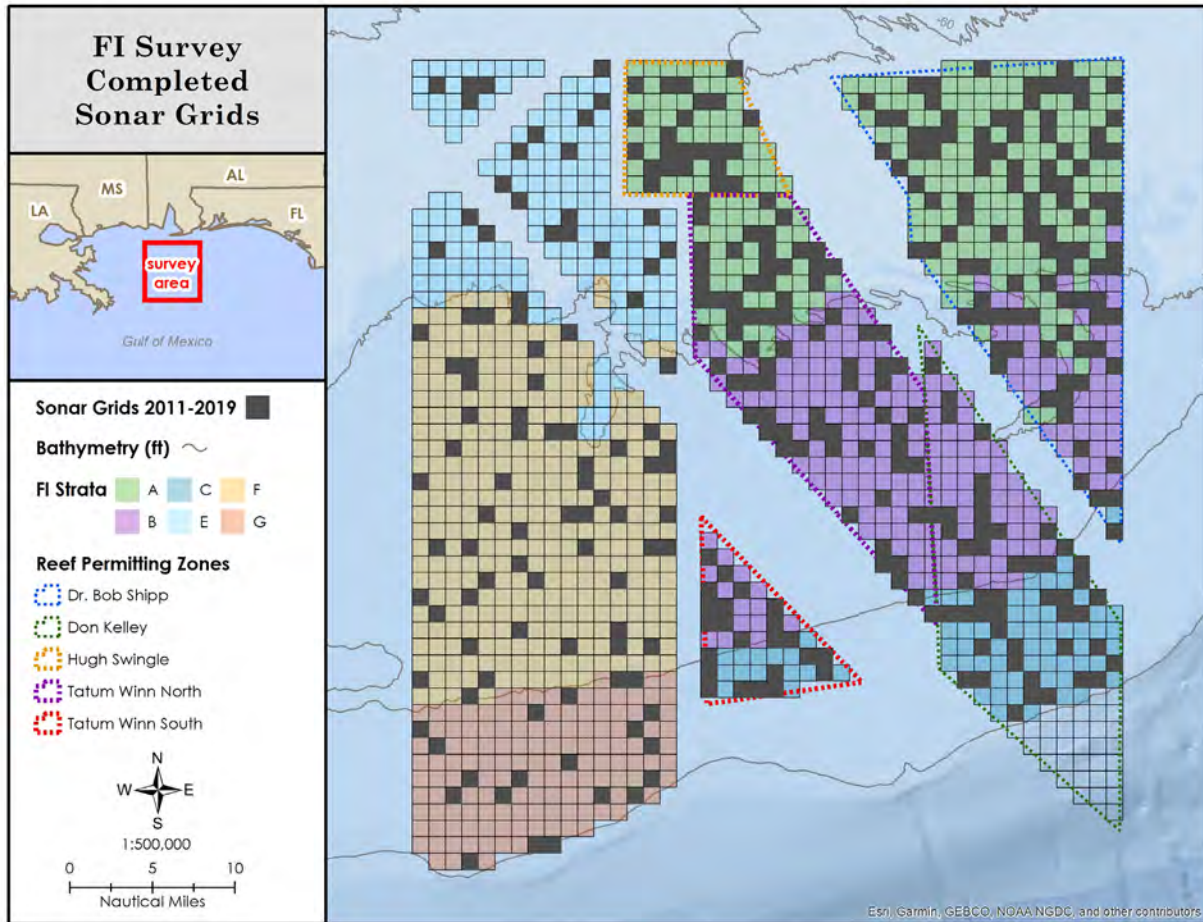 FI Survey
Completed
Sonar Grids
MS
AL
LA
FL
survey
area
Gulf of Mexico
Sonar Grids 2011-2019
Bathymetry (ft)
FI Strata
A
C
F
B
E
G
Reef Permitting Zones
Dr. Bob Shipp
Don Kelley
Hugh Swingle
Tatum Winn North
Tatum Winn South
N
W
E
S
1:500,000
0 5 10
Nautical Miles
-60
Esri, Garmin, GEBCO, NOAA NGDC, and other contributors